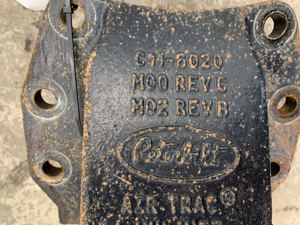 C11-6020
M00 REV G
M02 REV B
Peterbilt
AIR TRAC®